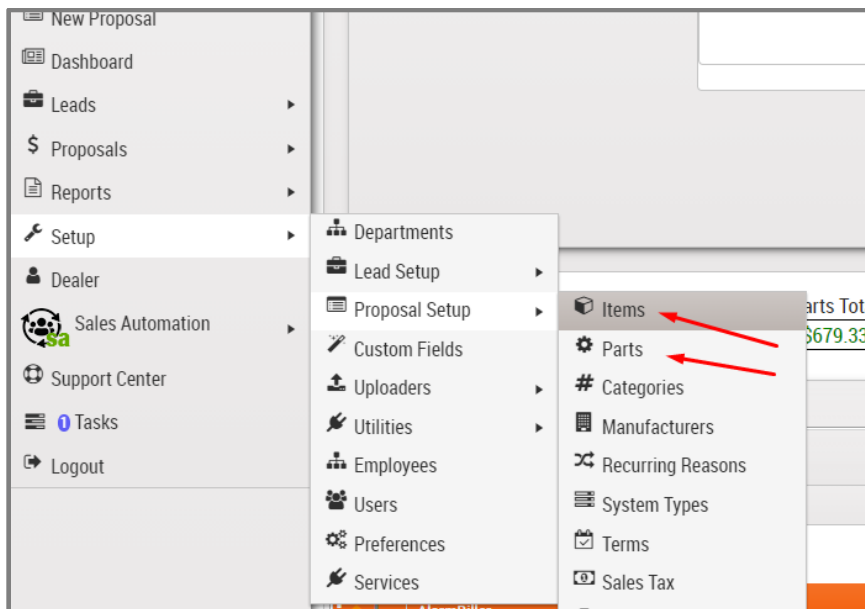 New Proposal
Dashboard
Leads
Proposals
Reports
Setup
Dealer
sa Sales Automation
Support Center
1 Tasks
Logout
Departments
Lead Setup
Proposal Setup
Custom Fields
Uploaders
Utilities
Employees
Users
Preferences
Services
Items
Parts
Categories
Manufacturers
Recurring Reasons
System Types
Terms
Sales Tax
arts Tot
$679.33